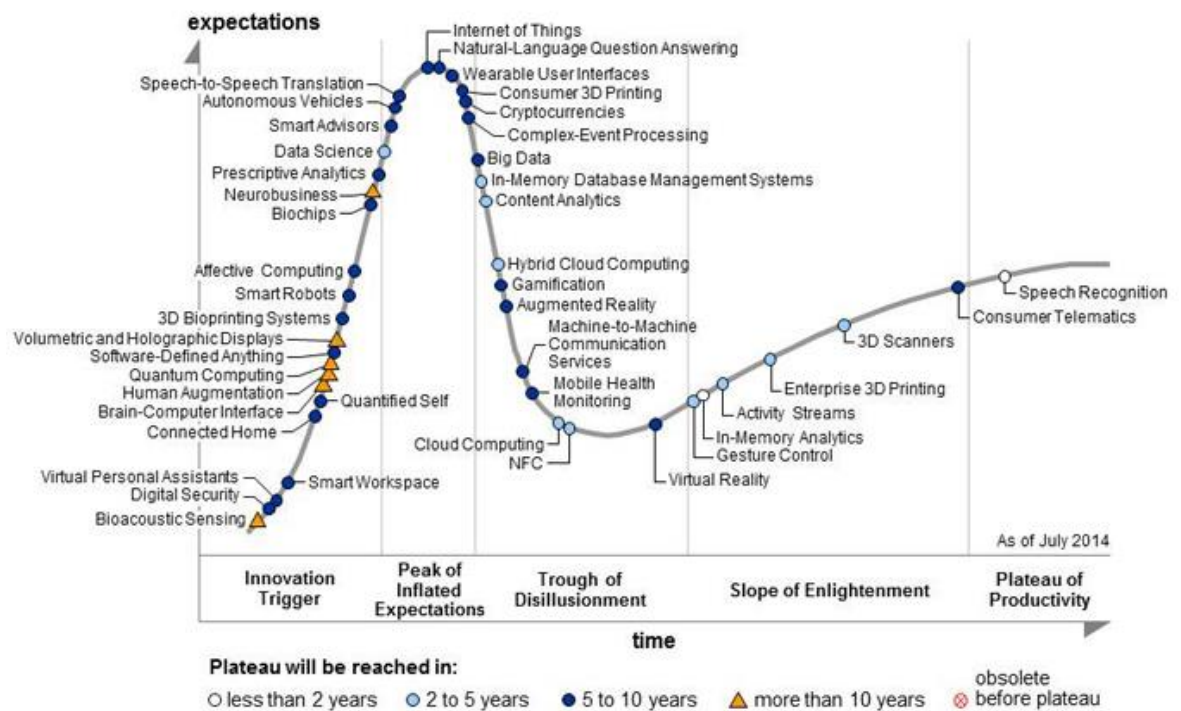 expectations
Internet of Things
Natural-Language Question Answering
Wearable User Interfaces
Speech-to-Speech Translation
Consumer 3D Printing
Autonomous Vehicles
Cryptocurrencies
Smart Advisors
Complex-Event Processing
Data Science
Big Data
Prescriptive Analytics
In-Memory Database Management Systems
Neurobusiness
Content Analytics
Biochips
Hybrid Cloud Computing
Affective Computing
Gamification
Smart Robots
Augmented Reality
3D Bioprinting Systems
Machine-to-Machine
Communication
Services
Volumetric and Holographic Displays
Software-Defined Anything
Quantum Computing
Mobile Health
Monitoring
Human Augmentation
Brain-Computer Interface
Quantified Self
Connected Home
Speech Recognition
Consumer Telematics
3D Scanners
Enterprise 3D Printing
Activity Streams
In-Memory Analytics
Gesture Control
Cloud Computing
NFC
Virtual Reality
Virtual Personal Assistants
Smart Workspace
Digital Security
Bioacoustic Sensing
As of July 2014
Innovation
Trigger
Peak of
Inflated
Expectations
Trough of
Disillusionment
Slope of Enlightenment
Plateau of
Productivity
time
Plateau will be reached in:
less than 2 years
2 to 5 years
5 to 10 years
more than 10 years
obsolete
before plateau